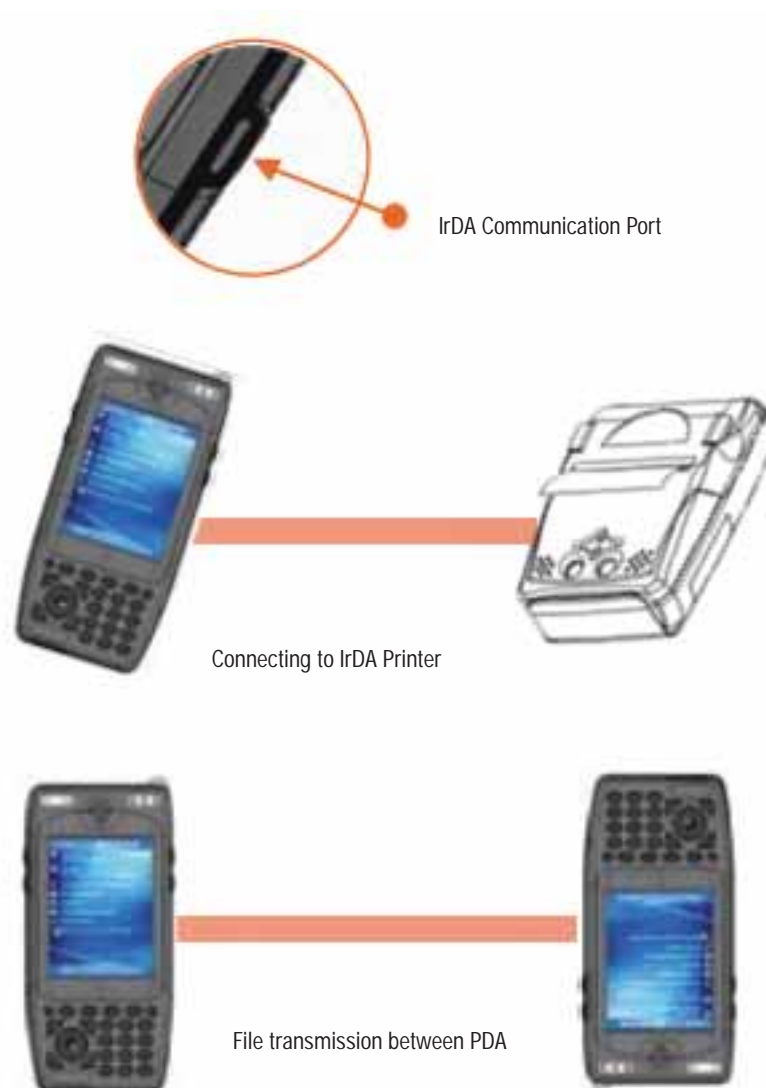 IrDA Communication Port
Connecting to IrDA Printer
File transmission between PDA